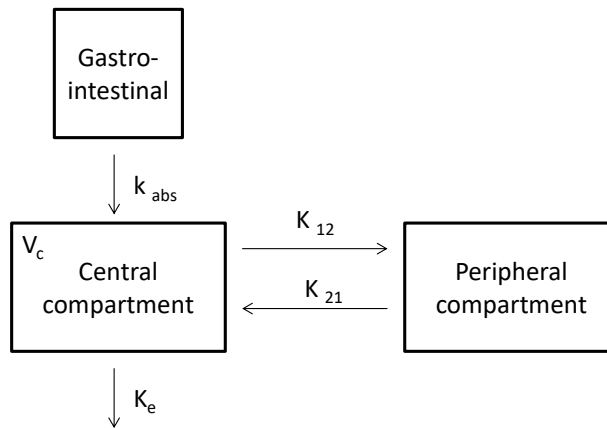 Gastro-
intestinal
k abs
K 12
Vc
Central
compartment
K 21
Peripheral
compartment
Ke